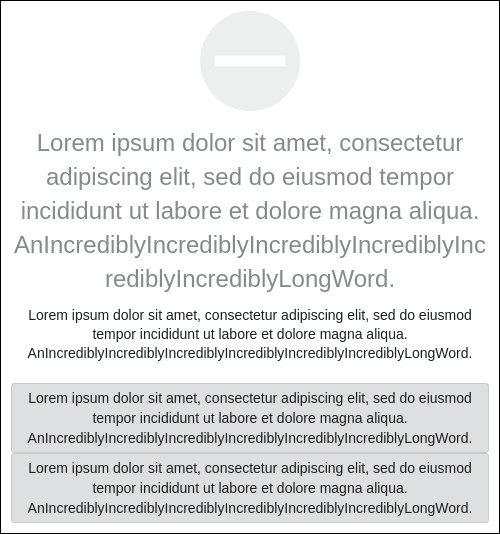 Lorem ipsum dolor sit amet, consectetur
adipiscing elit, sed do eiusmod tempor
incididunt ut labore et dolore magna aliqua.
AnIncrediblyIncrediblyIncrediblyIncrediblyInc
rediblyIncrediblyLongWord.
Lorem ipsum dolor sit amet, consectetur adipiscing elit, sed do eiusmod
tempor incididunt ut labore et dolore magna aliqua.
AnIncrediblyIncrediblyIncrediblyIncrediblyIncrediblyIncrediblyLongWord.
Lorem ipsum dolor sit amet, consectetur adipiscing elit, sed do eiusmod
tempor incididunt ut labore et dolore magna aliqua.
AnIncrediblyIncrediblyIncrediblyIncrediblyIncrediblyIncrediblyLongWord.
Lorem ipsum dolor sit amet, consectetur adipiscing elit, sed do eiusmod
tempor incididunt ut labore et dolore magna aliqua.
AnIncrediblyIncrediblyIncrediblyIncrediblyIncrediblyIncrediblyLongWord.